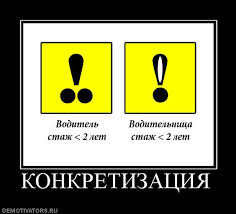 Водитель Водительница
стаж < 2 лет стаж < 2 лет
КОНКРЕТИЗАЦИЯ
DEMOTIVATORS.RU